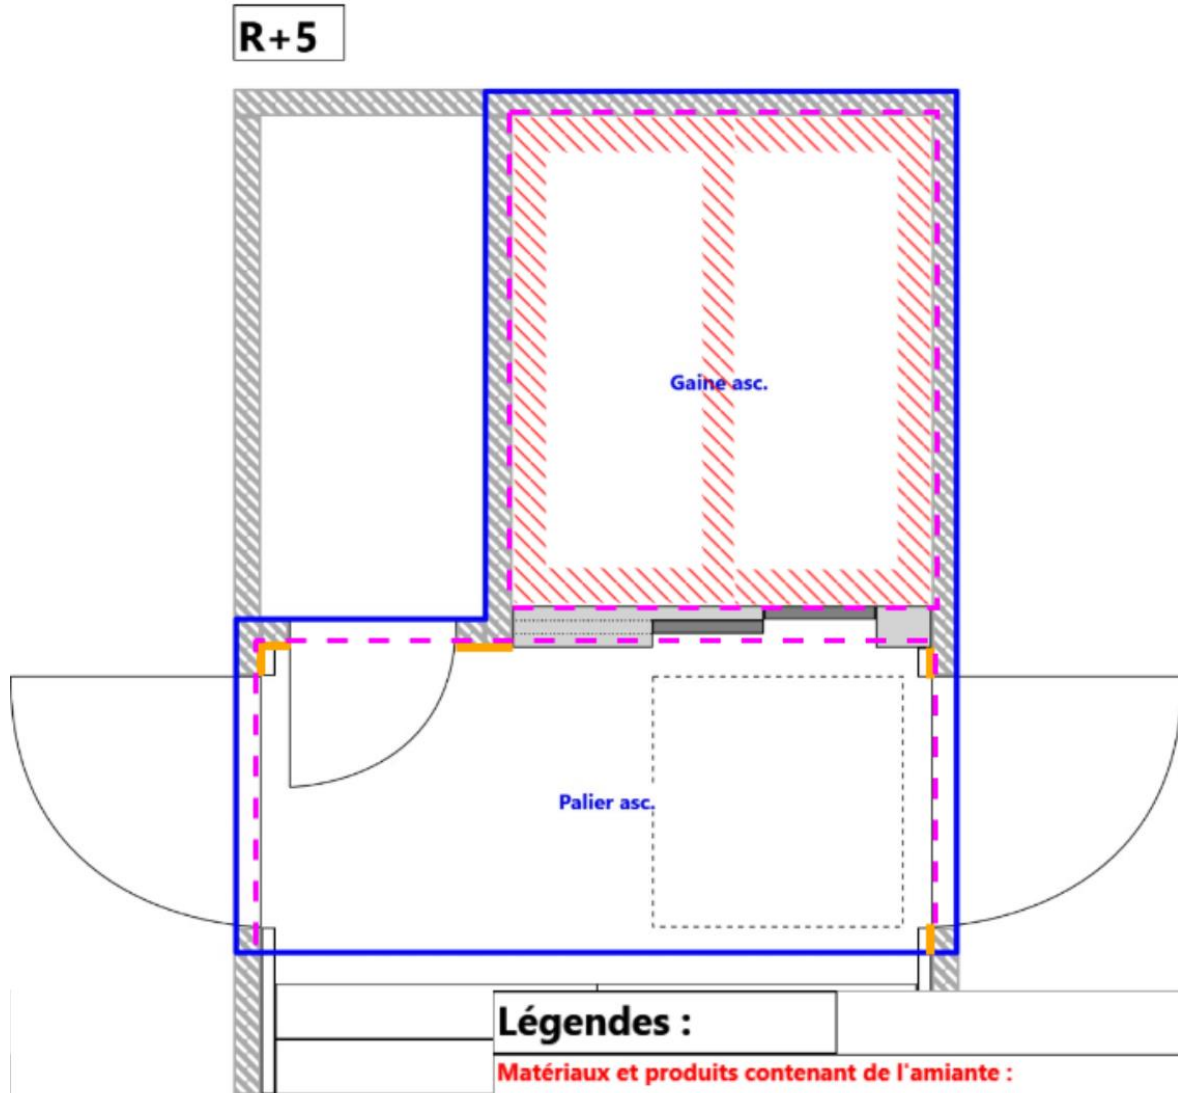 R+5
Gaine asc.
Palier asc.
Légendes :
Matériaux et produits contenant de l'amiante :